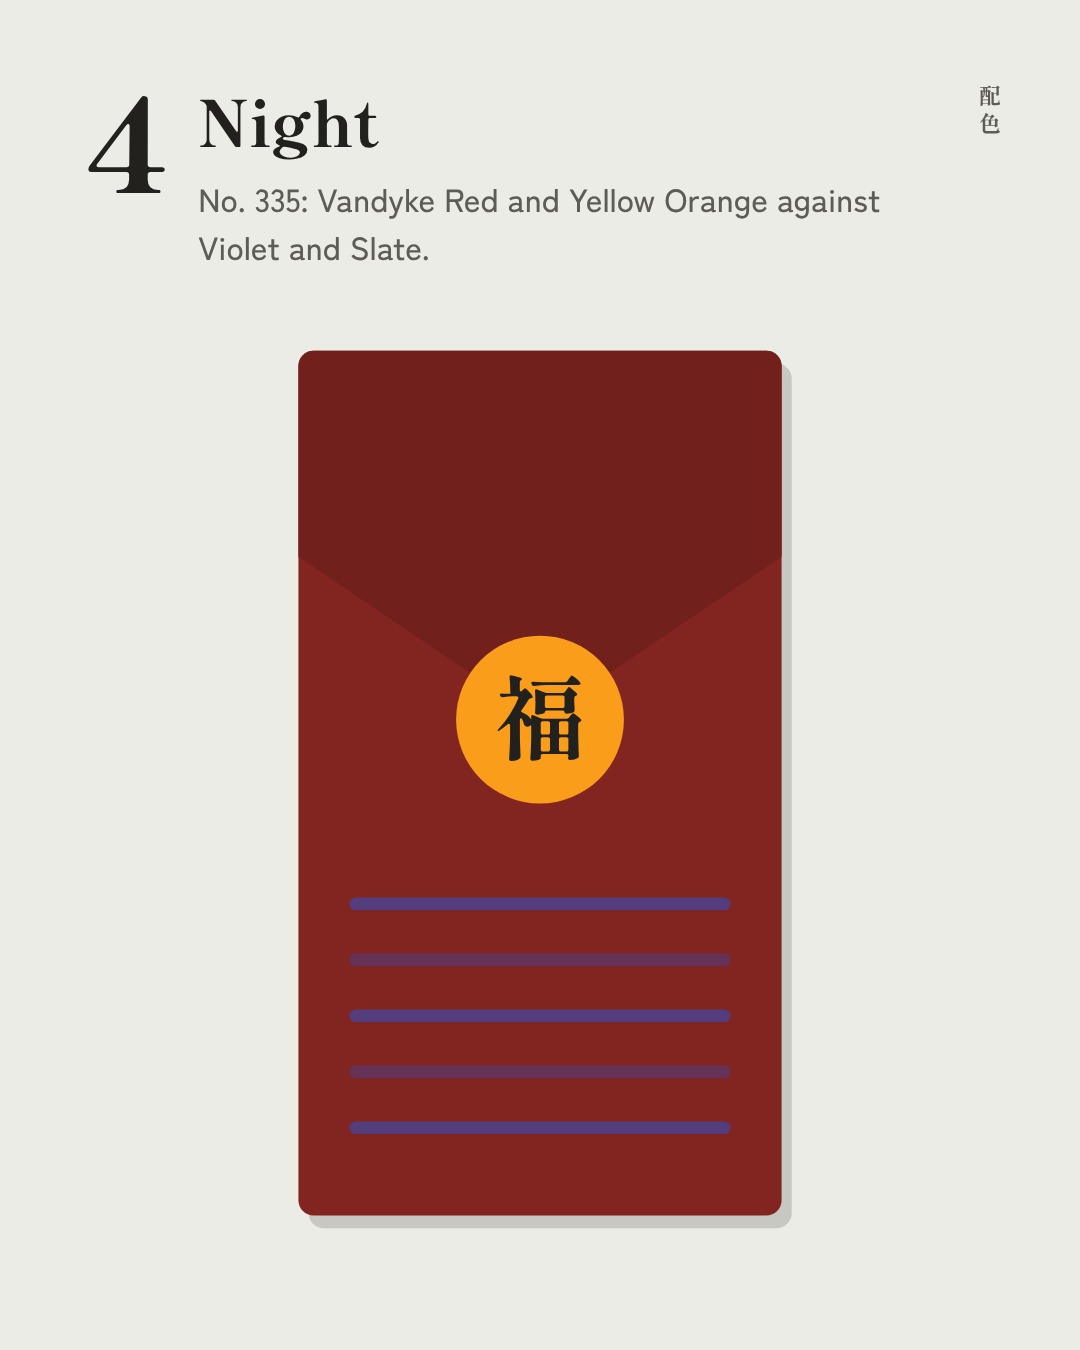 4
Night
配色
No. 335: Vandyke Red and Yellow Orange against
Violet and Slate.
福